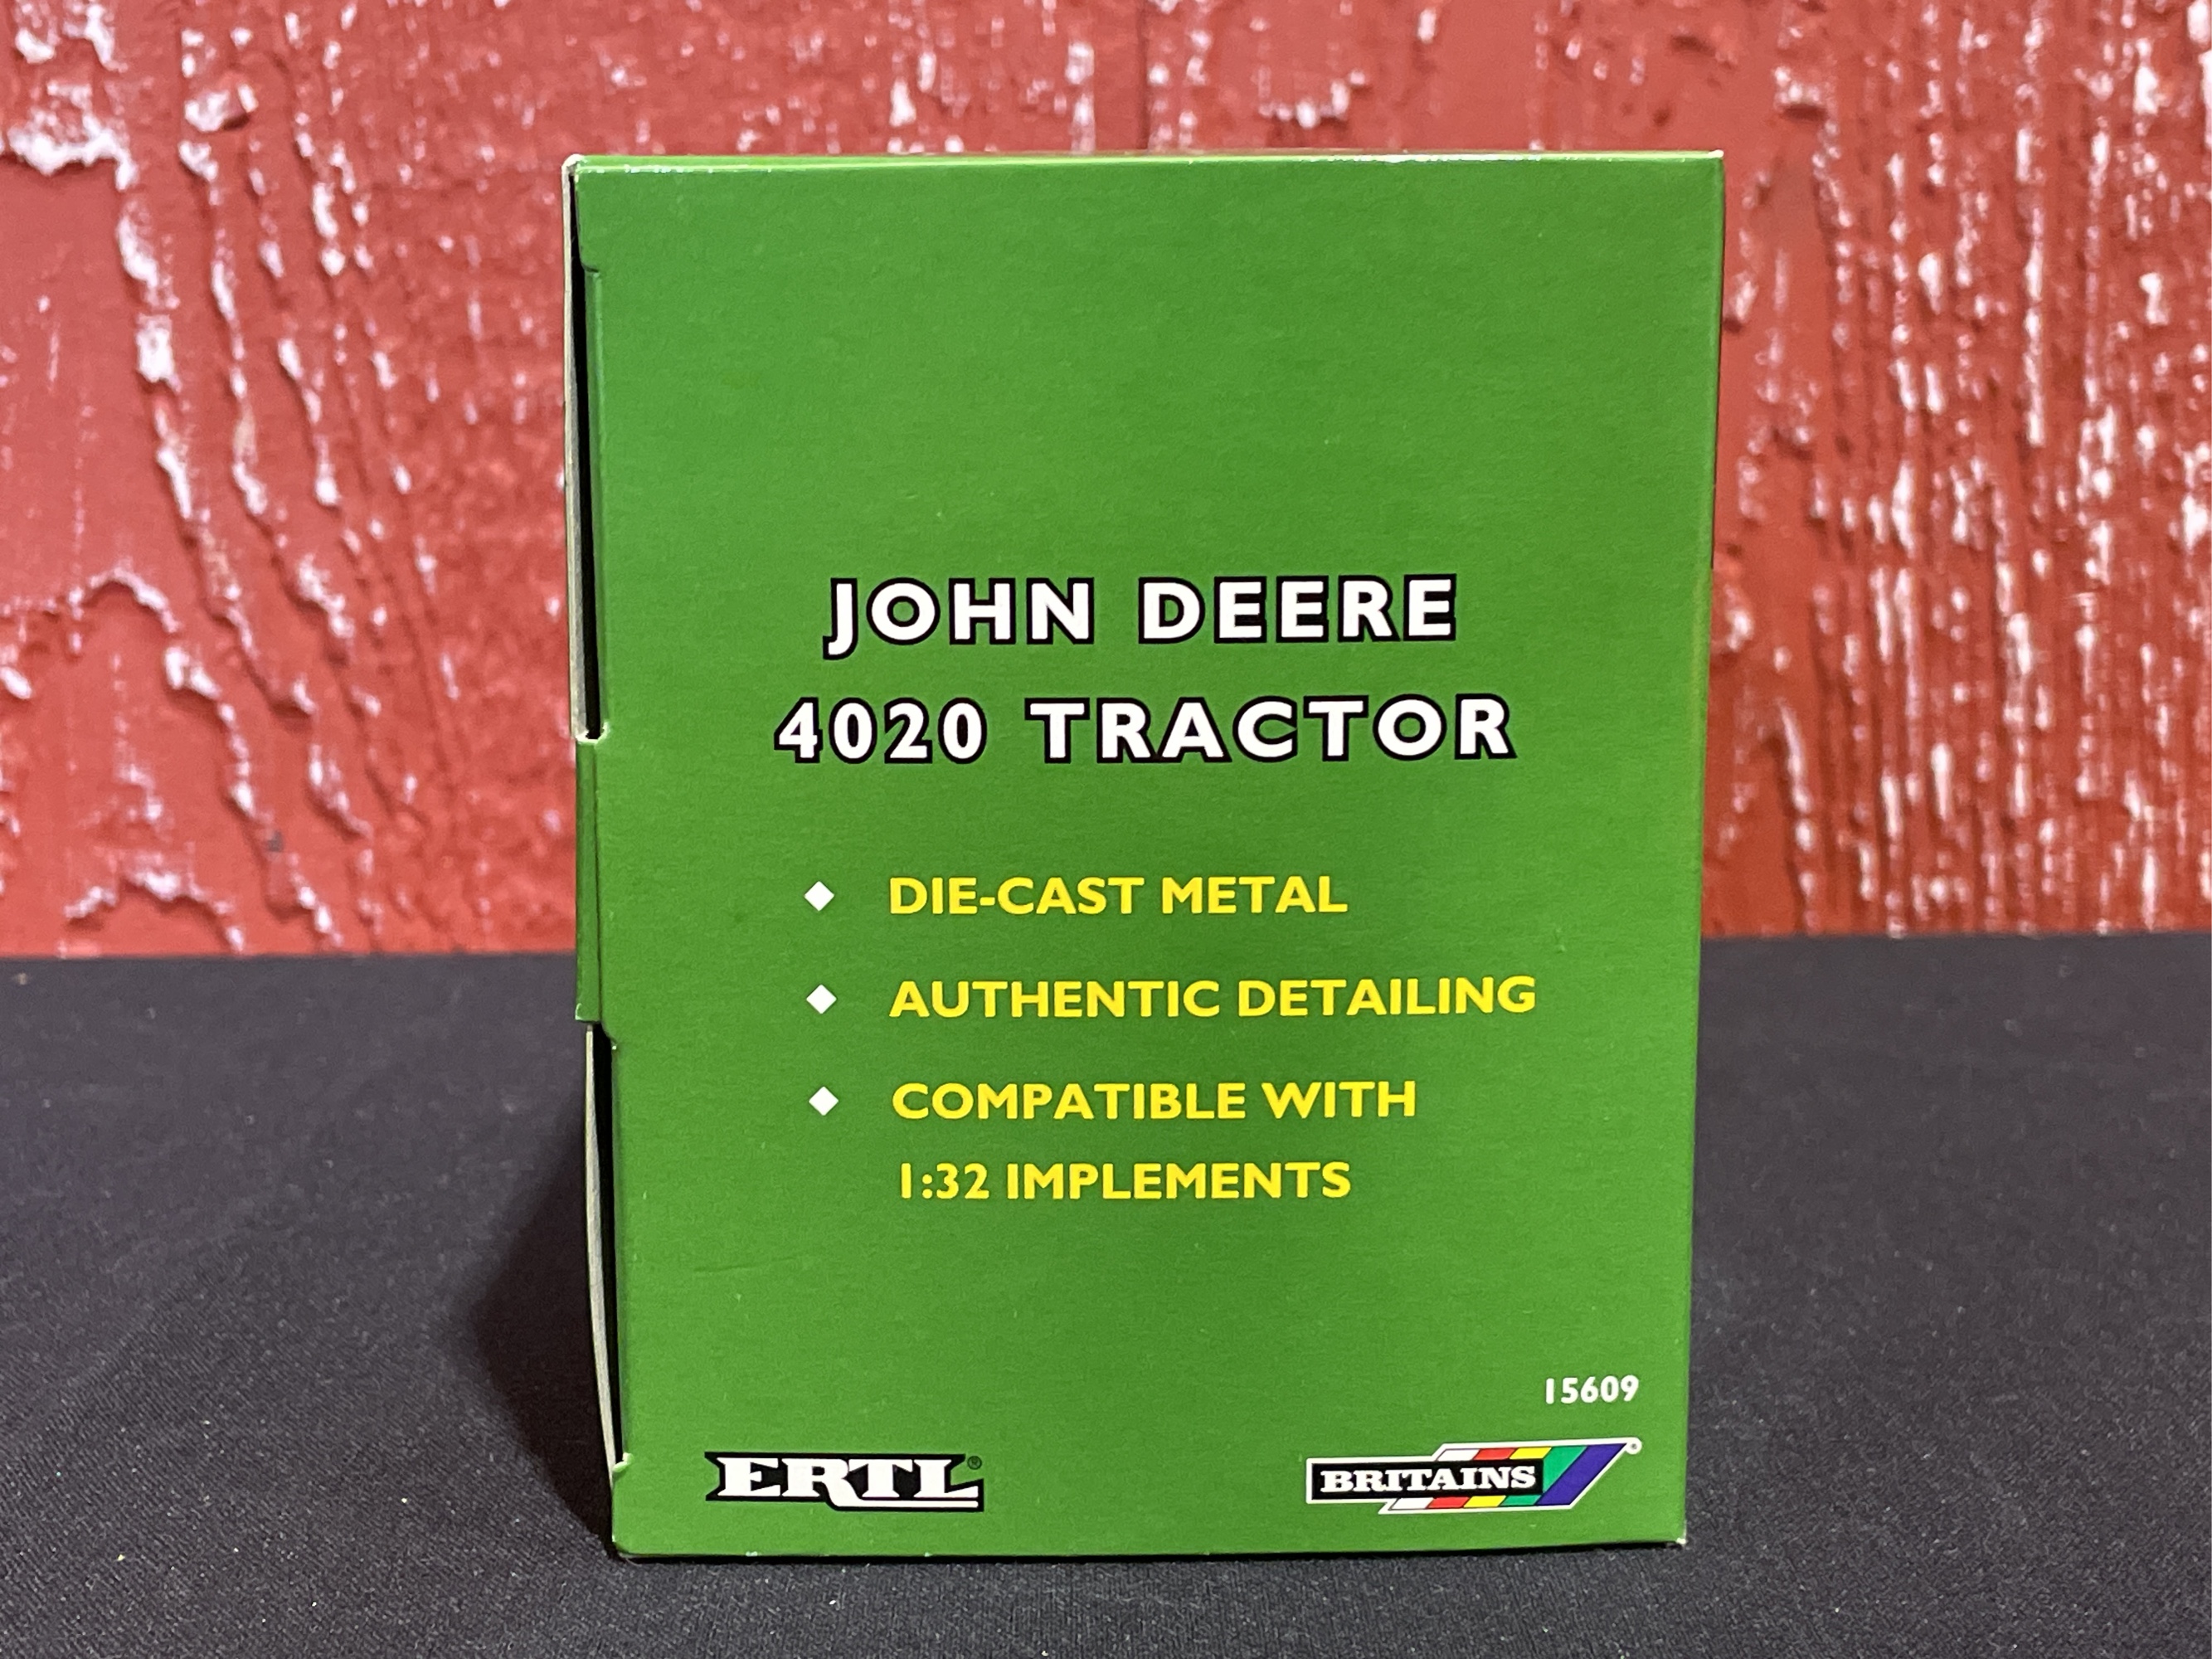 JOHN DEERE
4020 TRACTOR
DIE-CAST METAL
AUTHENTIC DETAILING
COMPATIBLE WITH
1:32 IMPLEMENTS
15609
ERTL®
BRITAINS®